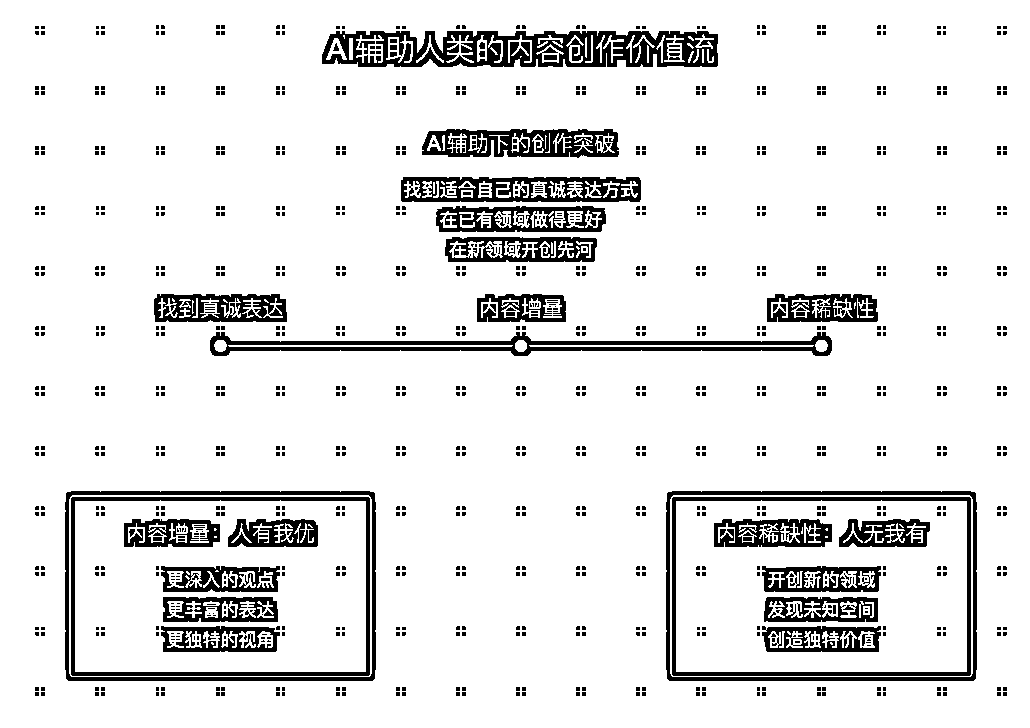 AI辅助人类的内容创作价值流
AI辅助下的创作突破
找到适合自己的真诚表达方式
在已有领域做得更好
在新领域开创先河
找到真诚表达
内容增量
内容稀缺性
内容增量：人有我优
更深入的观点
更丰富的表达
更独特的视角
内容稀缺性：人无我有
开创新的领域
发现未知空间
创造独特价值